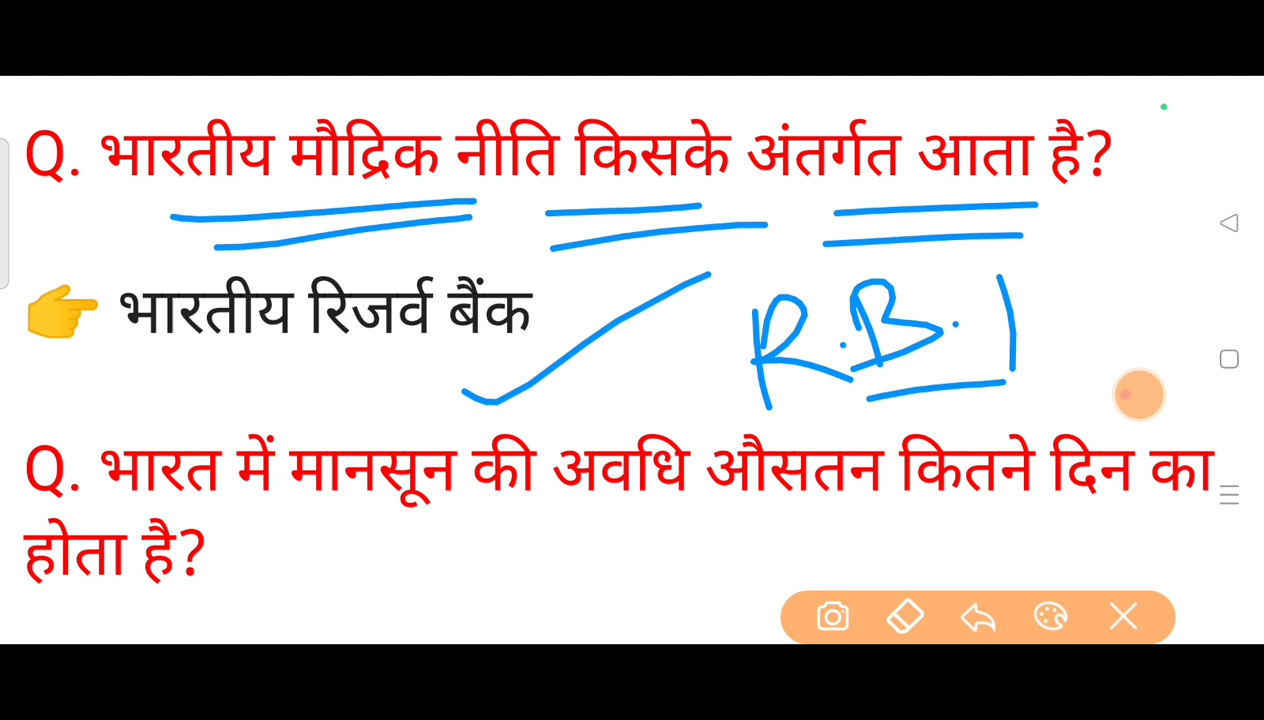 Q. भारतीय मौद्रिक नीति किसके अंतर्गत आता है?
👉 भारतीय रिजर्व बैंक
R.B.I
Q. भारत में मानसून की अवधि औसतन कितने दिन का
होता है?